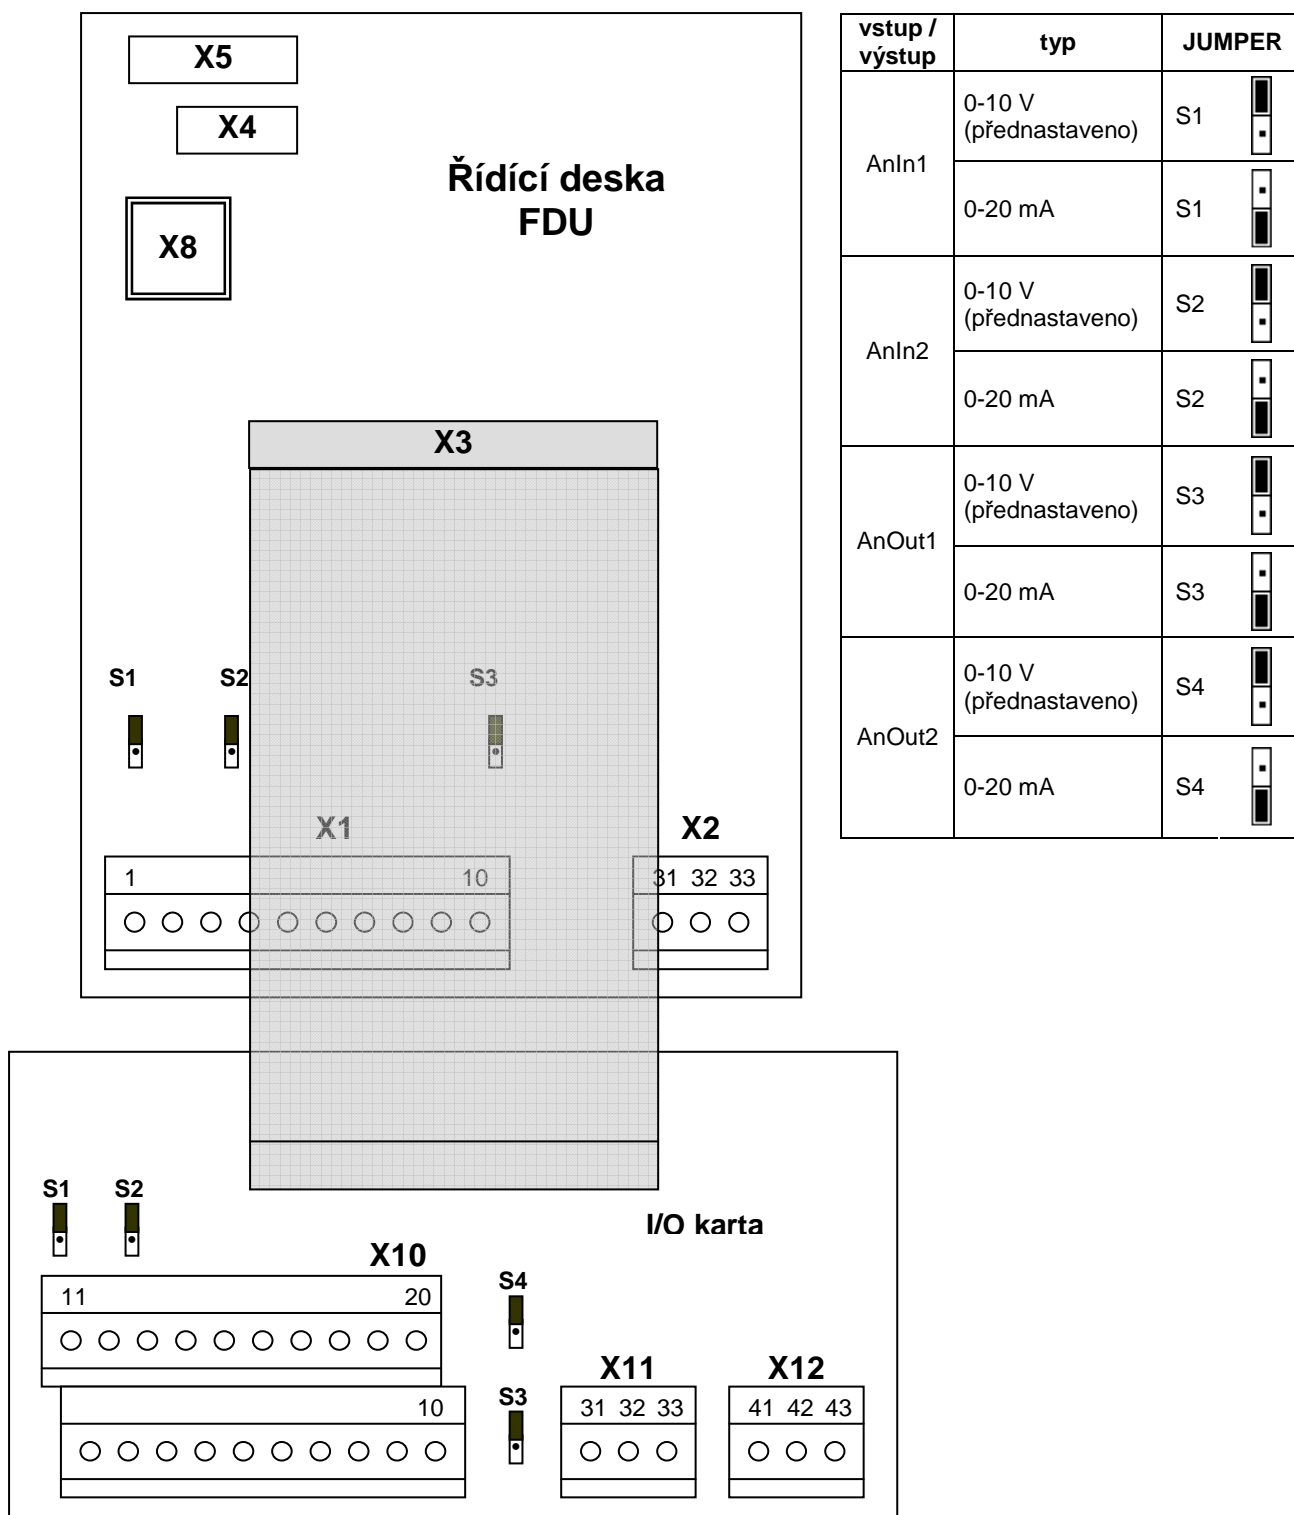 X5
X4
X8
Řídící deska
FDU
X3
S1 S2 S3
X1 X2
1 10 31 32 33
S1 S2
I/O karta
X10
11 20
S4
X11 X12
S3
10 31 32 33 41 42 43
vstup / výstup typ JUMPER
AnIn1
0-10 V
(přednastaveno) S1
0-20 mA S1
AnIn2
0-10 V
(přednastaveno) S2
0-20 mA S2
AnOut1
0-10 V
(přednastaveno) S3
0-20 mA S3
AnOut2
0-10 V
(přednastaveno) S4
0-20 mA S4